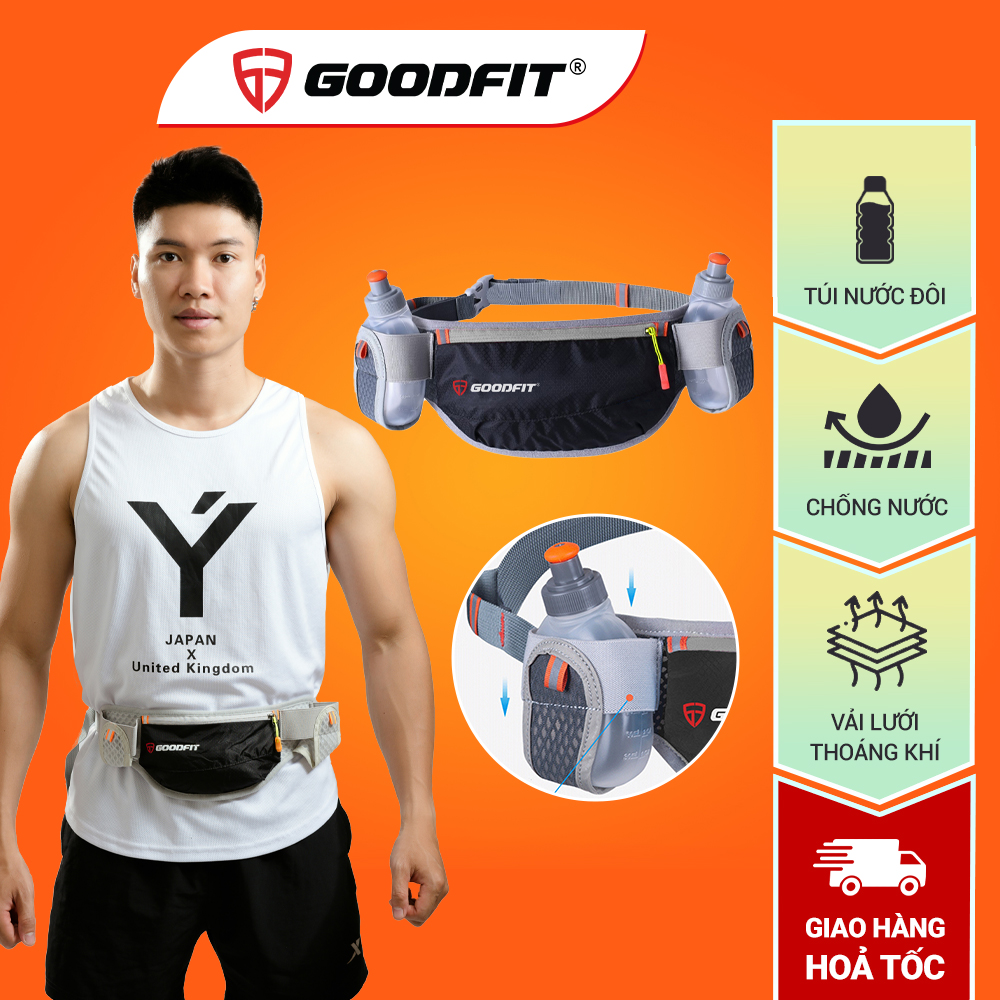 GOODFIT®
TÚI NƯỚC ĐÔI
GOODFIT
CHỐNG NƯỚC
Y
JAPAN
X
United Kingdom
G
VẢI LƯỚI
THOÁNG KHÍ
GOODFIT
GIAO HÀNG
HOẢ TỐC